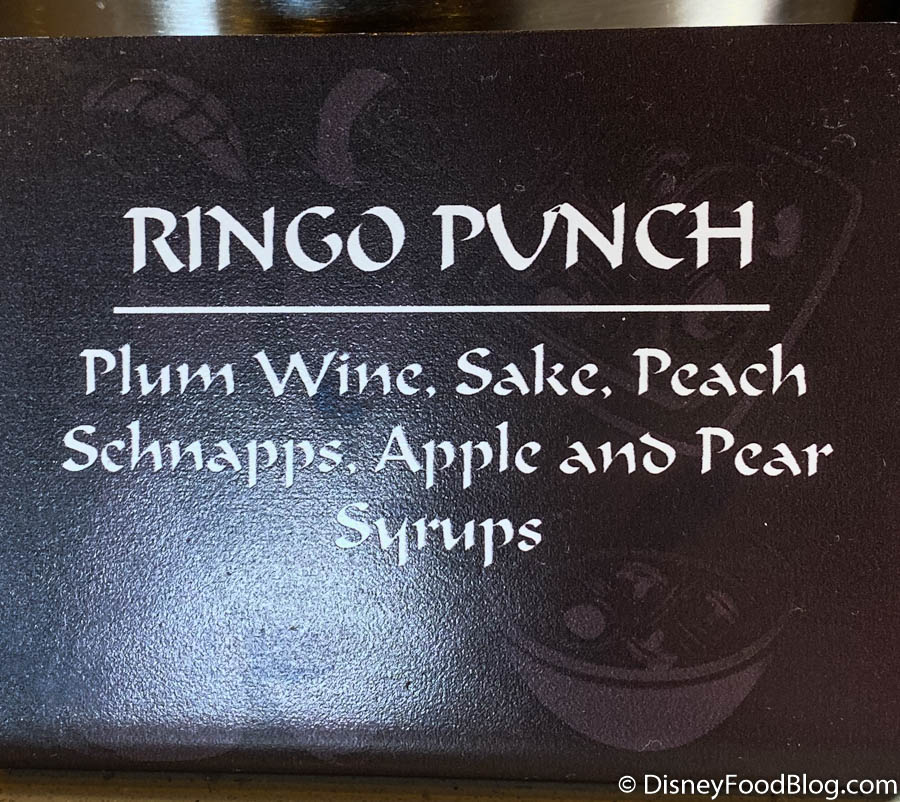 RINGO PUNCH
Plum Wine, Sake, Peach
Schnapps, Apple and Pear
Syrups
© DisneyFoodBlog.com